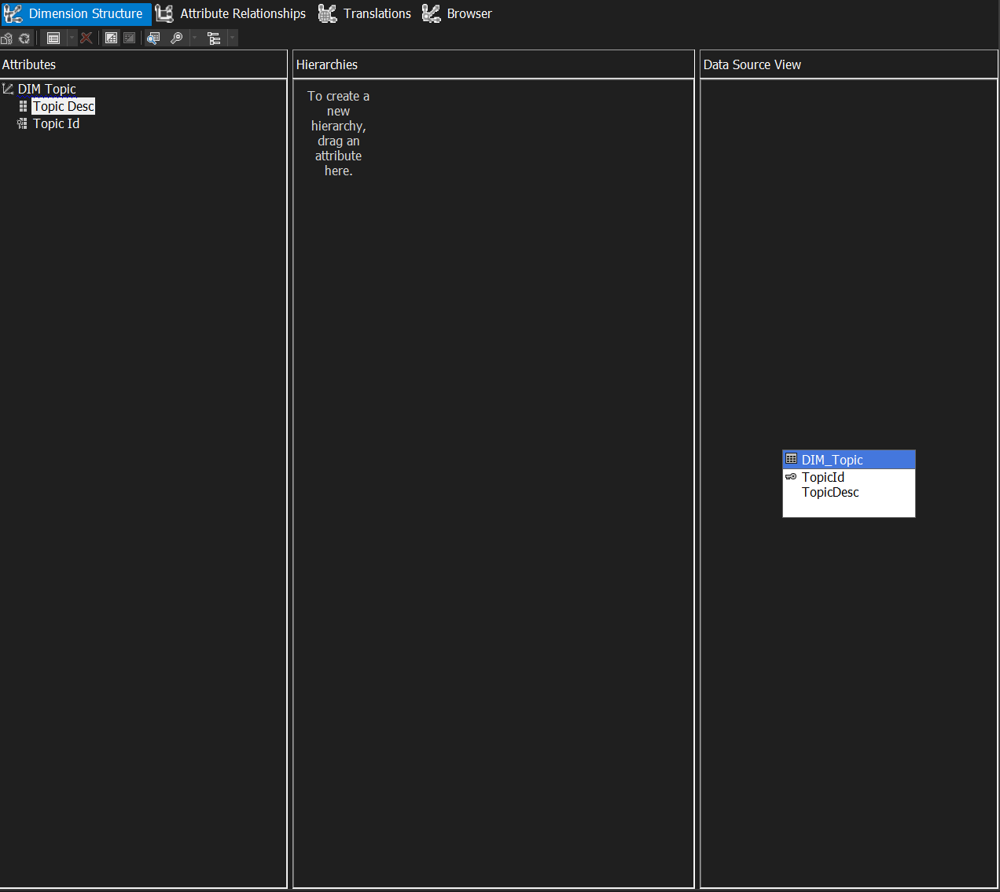 Dimension Structure Attribute Relationships Translations Browser
Attributes
DIM Topic
Topic Desc
Topic Id
Hierarchies
To create a
new
hierarchy,
drag an
attribute
here.
Data Source View
DIM_Topic
TopicId
TopicDesc